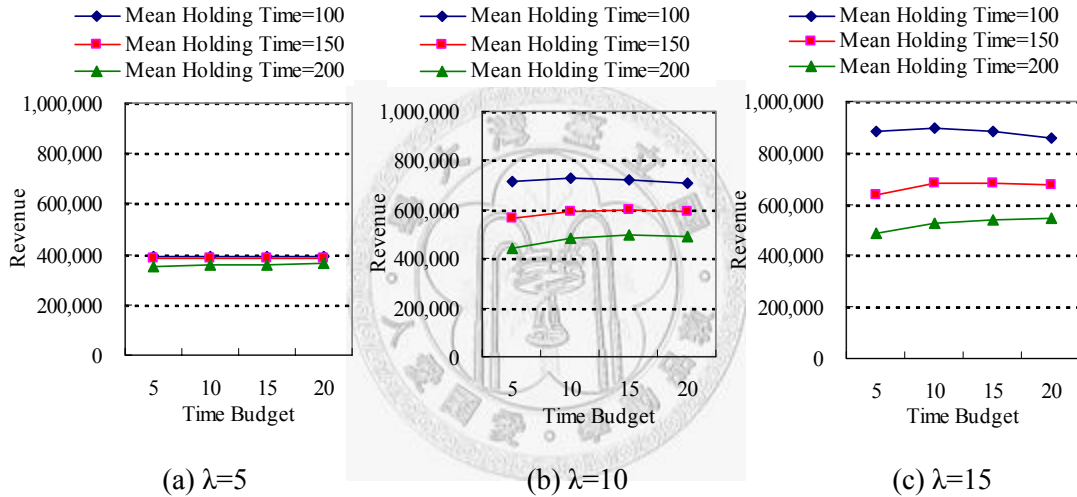 Mean Holding Time=100
Mean Holding Time=150
Mean Holding Time=200
1,000,000
800,000
600,000
400,000
200,000
0
Revenue
5 10 15 20
Time Budget
(a) λ=5
Mean Holding Time=100
Mean Holding Time=150
Mean Holding Time=200
1,000,000
800,000
600,000
400,000
200,000
0
Revenue
5 10 15 20
Time Budget
(b) λ=10
Mean Holding Time=100
Mean Holding Time=150
Mean Holding Time=200
1,000,000
800,000
600,000
400,000
200,000
0
Revenue
5 10 15 20
Time Budget
(c) λ=15